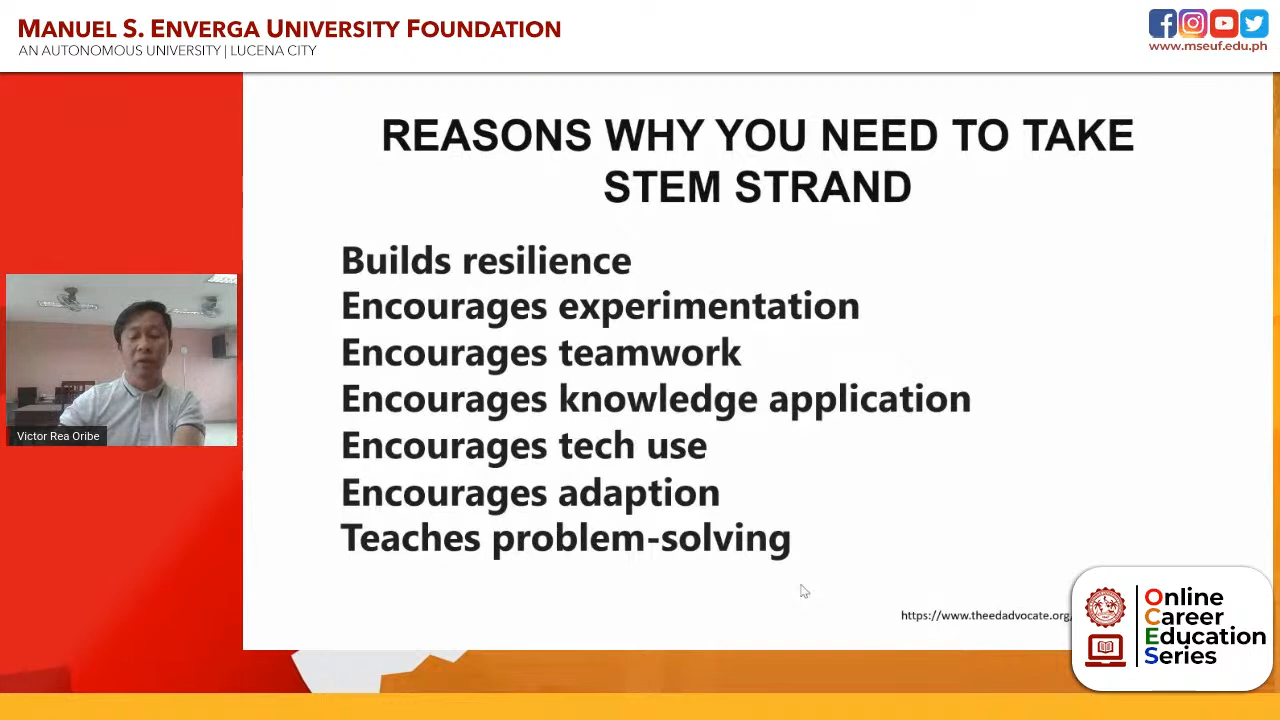 MANUEL S. ENVERGA UNIVERSITY FOUNDATION
AN AUTONOMOUS UNIVERSITY | LUCENA CITY
www.mseuf.edu.ph
REASONS WHY YOU NEED TO TAKE
STEM STRAND
Builds resilience
Encourages experimentation
Encourages teamwork
Encourages knowledge application
Encourages tech use
Encourages adaption
Teaches problem-solving
Victor Rea Oribe
https://www.theedadvocate.org/
Online
Career
Education
Series